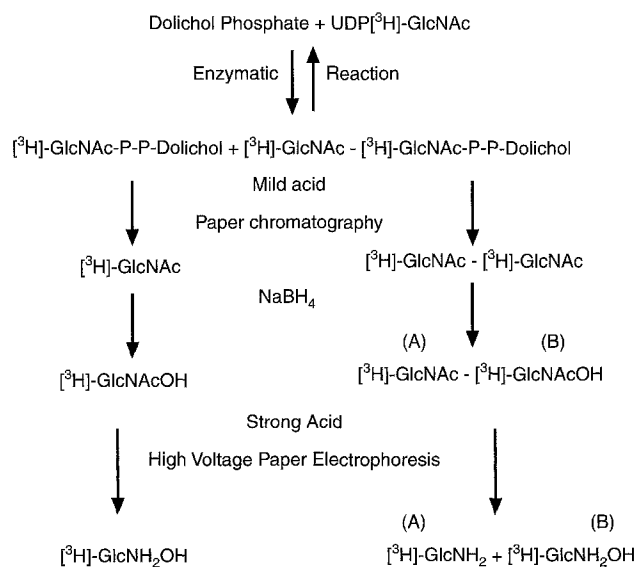 Dolichol Phosphate + UDP[³H]-GlcNAc
Enzymatic Reaction
[³H]-GlcNAc-P-P-Dolichol + [³H]-GlcNAc - [³H]-GlcNAc-P-P-Dolichol
Mild acid
Paper chromatography
[³H]-GlcNAc [³H]-GlcNAc - [³H]-GlcNAc
NaBH₄
(A) (B)
[³H]-GlcNAcOH [³H]-GlcNAc - [³H]-GlcNAcOH
Strong Acid
High Voltage Paper Electrophoresis
(A) (B)
[³H]-GlcNH₂OH [³H]-GlcNH₂ + [³H]-GlcNH₂OH